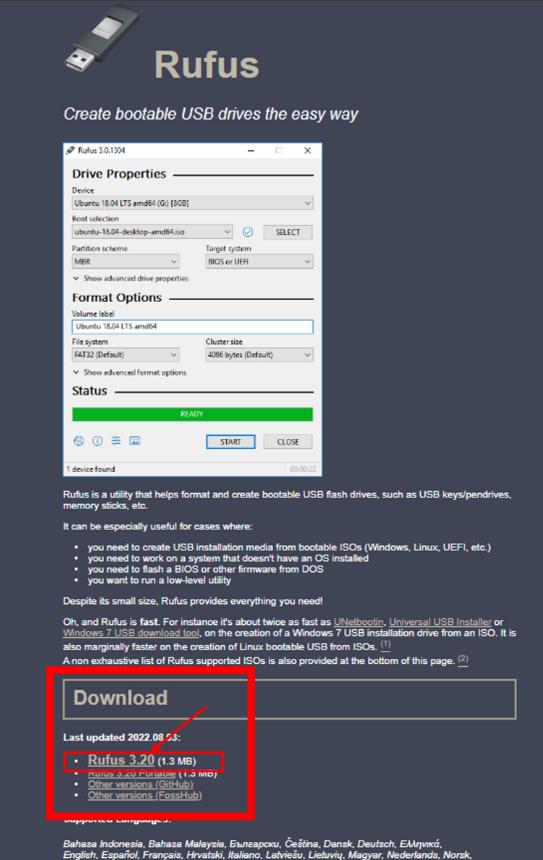 Rufus
Create bootable USB drives the easy way
Rufus 3.0.1304
Drive Properties
Device
Ubuntu 18.04 LTS amd64 (G:) [8GB]
Boot selection
ubuntu-18.04-desktop-amd64.iso
SELECT
Partition scheme
Target system
MBR
BIOS or UEFI
Show advanced drive properties
Format Options
Volume label
Ubuntu 18.04 LTS amd64
File system
Cluster size
FAT32 (Default)
4096 bytes (Default)
Show advanced format options
Status
READY
START
CLOSE
1 device found
00:00:22
Rufus is a utility that helps format and create bootable USB flash drives, such as USB keys/pendrives,
memory sticks, etc.
It can be especially useful for cases where:
• you need to create USB installation media from bootable ISOs (Windows, Linux, UEFI, etc.)
• you need to work on a system that doesn't have an OS installed
• you need to flash a BIOS or other firmware from DOS
• you want to run a low-level utility
Despite its small size, Rufus provides everything you need!
Oh, and Rufus is fast. For instance it's about twice as fast as UNetbootin, Universal USB Installer or
Windows 7 USB download tool, on the creation of a Windows 7 USB installation drive from an ISO. It is
also marginally faster on the creation of Linux bootable USB from ISOs. (1)
A non exhaustive list of Rufus supported ISOs is also provided at the bottom of this page. (2)
Download
Last updated 2022.08.03:
• Rufus 3.20 (1.3 MB)
• Rufus 3.20 Portable (1.3 MB)
• Other versions (GitHub)
• Other versions (FossHub)
Supported Languages:
Bahasa Indonesia, Bahasa Malaysia, Български, Čeština, Dansk, Deutsch, Ελληνικά,
English, Español, Français, Hrvatski, Italiano, Latviešu, Lietuvių, Magyar, Nederlands, Norsk,